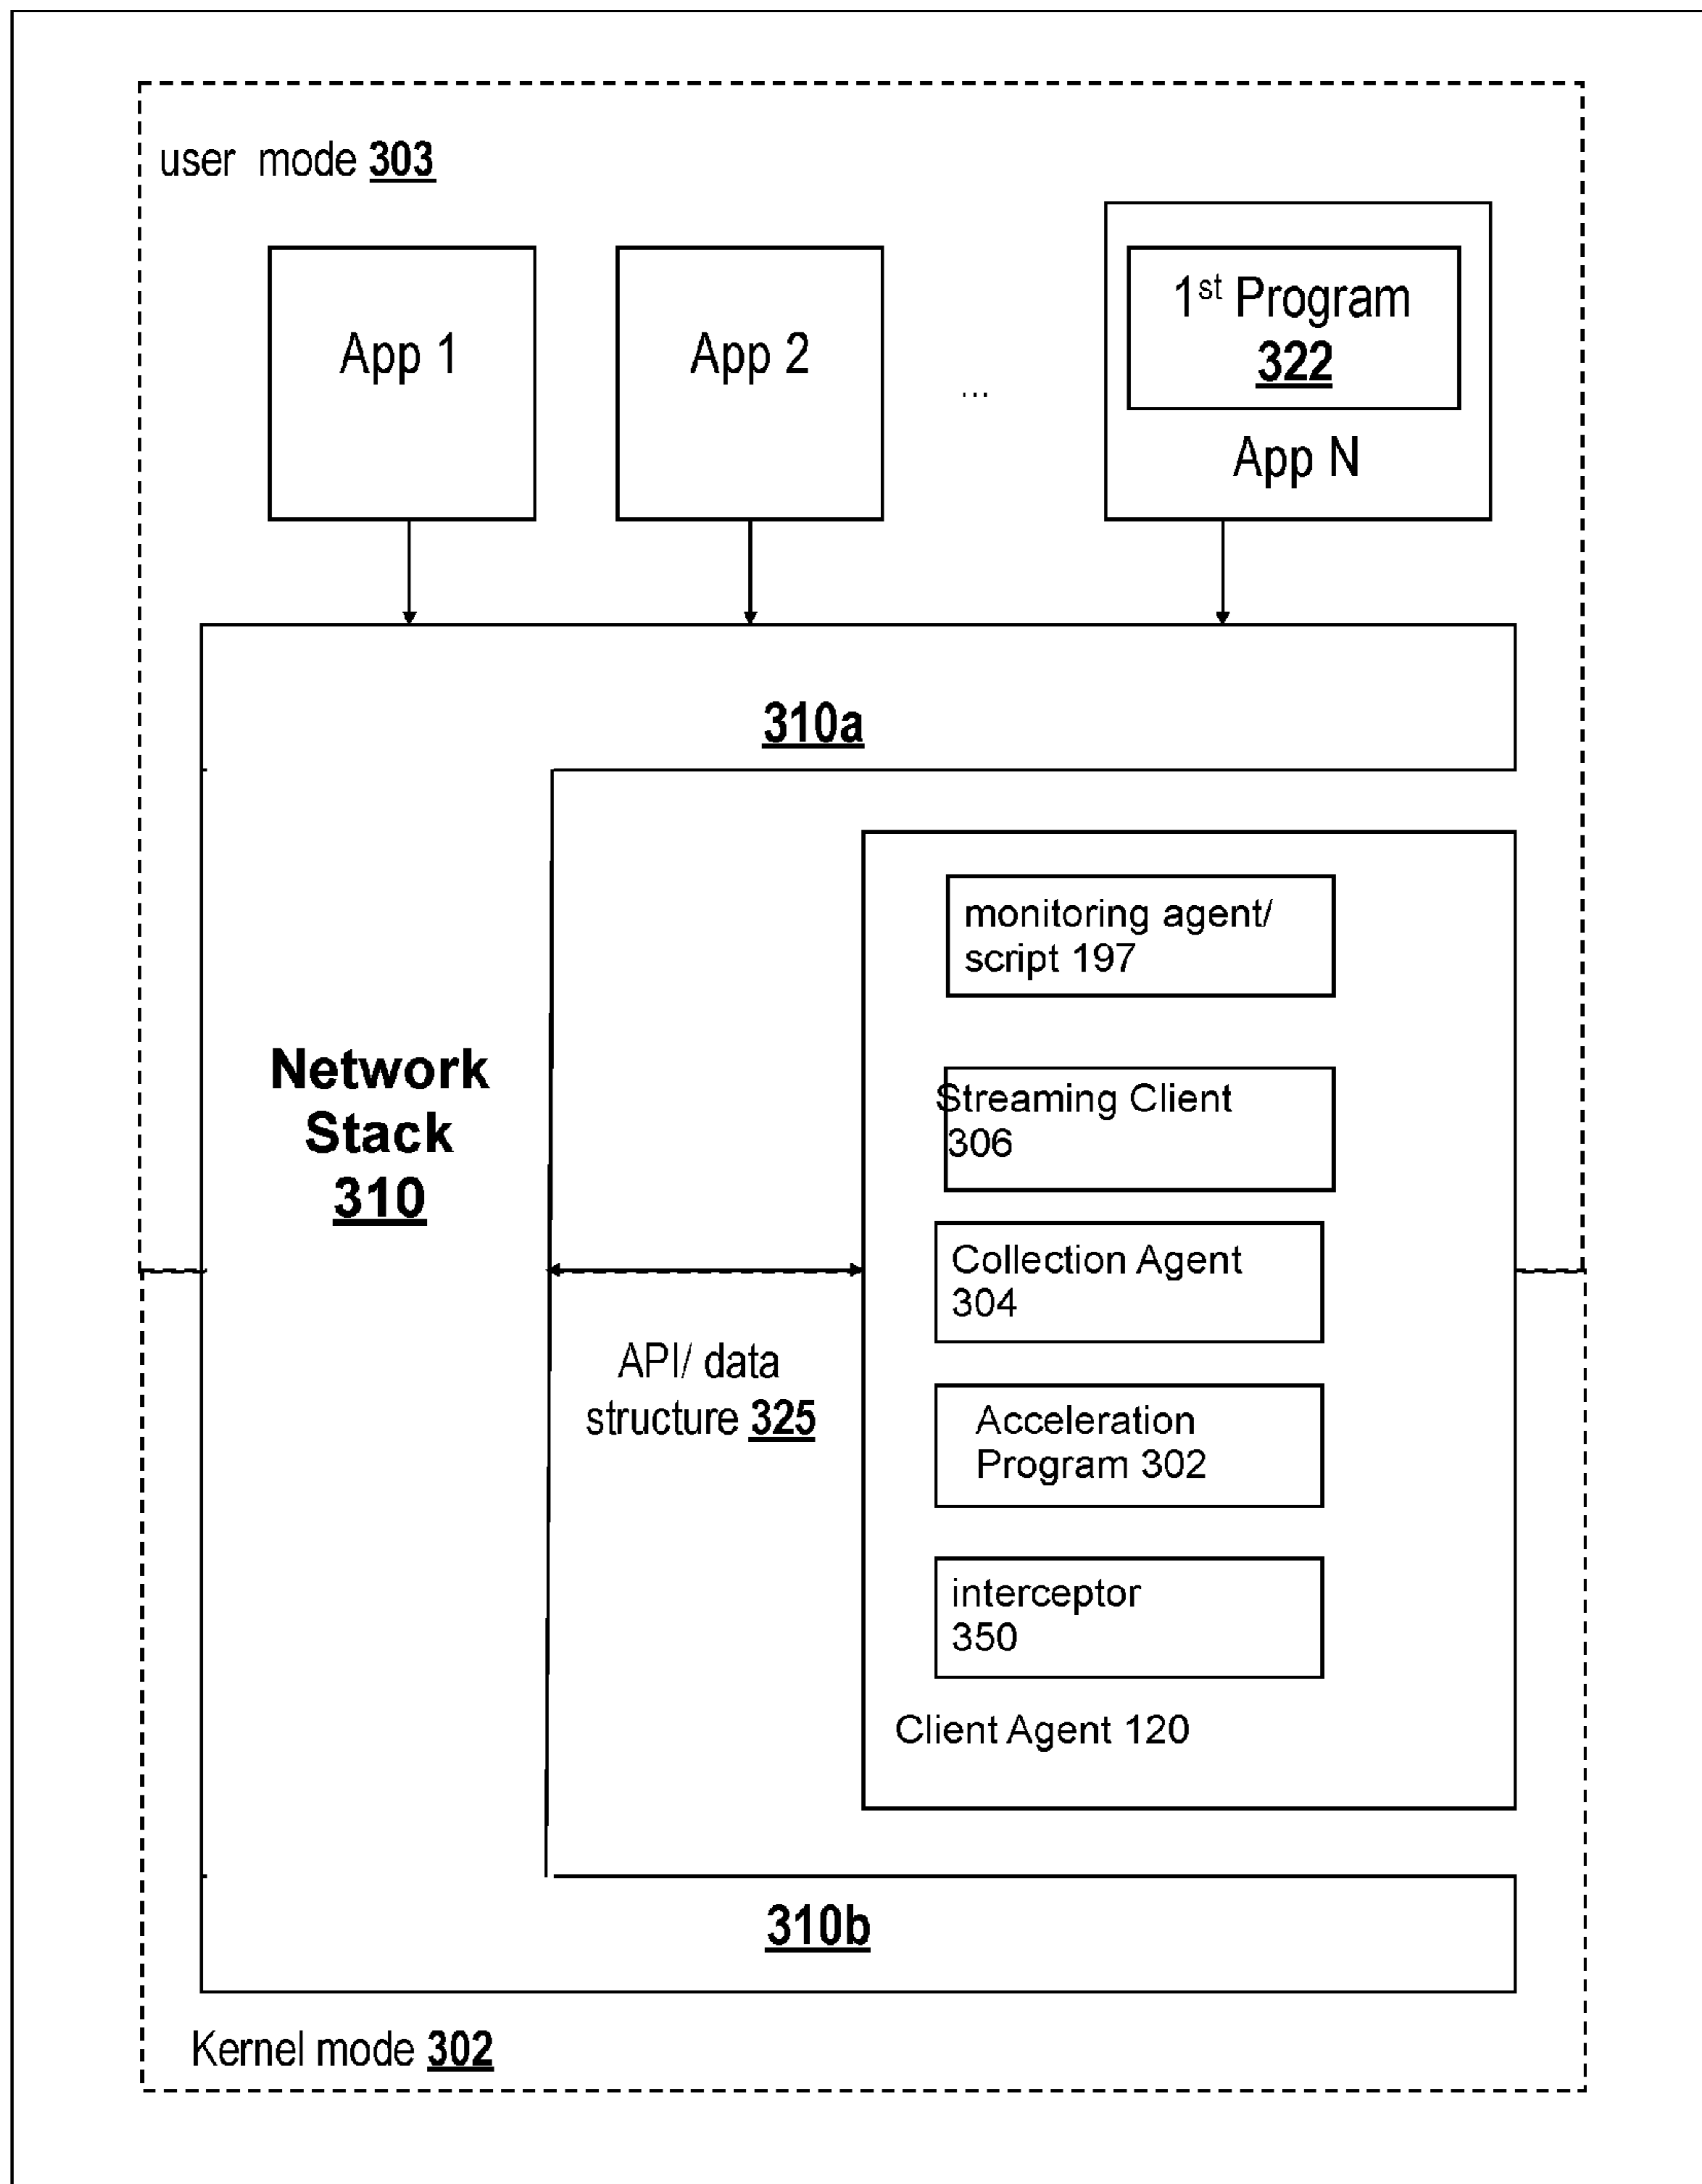 user mode 303
App 1
App 2
...
1st Program
322
App N
310a
monitoring agent/
script 197
Streaming Client
306
Network
Stack
310
Collection Agent
304
API/ data
structure 325
Acceleration
Program 302
interceptor
350
Client Agent 120
310b
Kernel mode 302